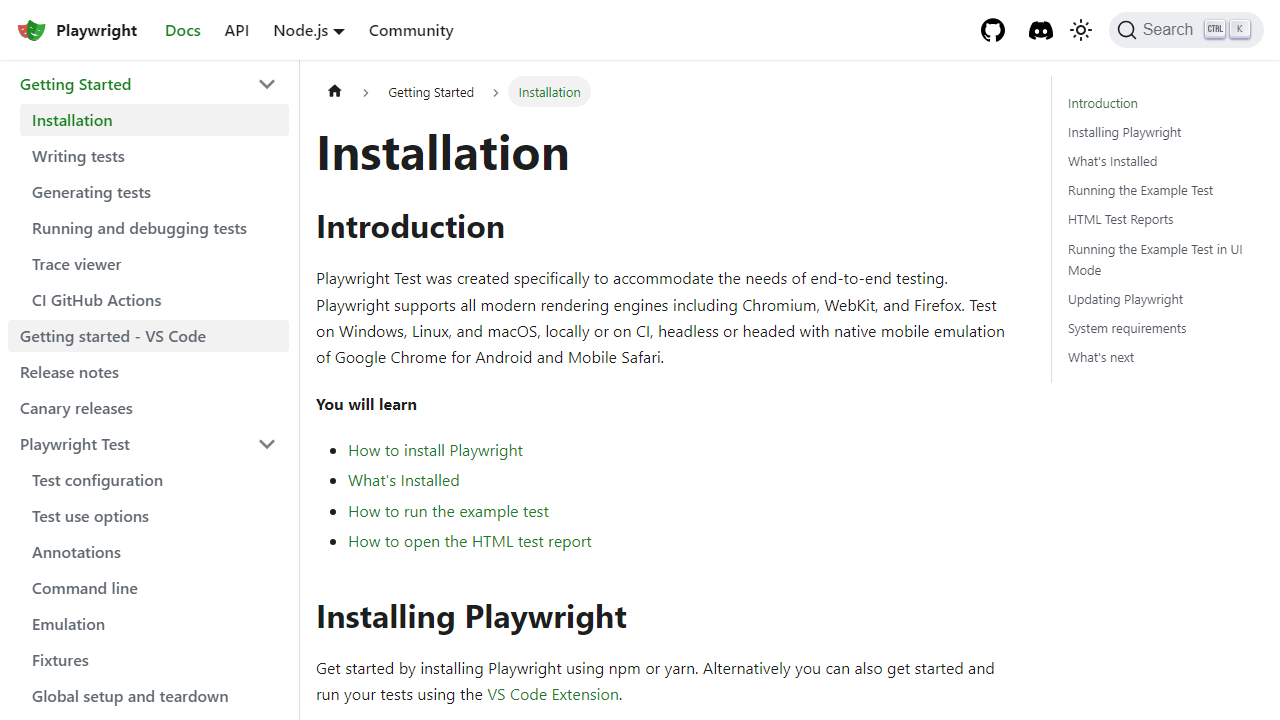 Playwright
Docs
API
Node.js
Community
Search
CTRL
K
Getting Started
Installation
Writing tests
Generating tests
Running and debugging tests
Trace viewer
CI GitHub Actions
Getting started - VS Code
Release notes
Canary releases
Playwright Test
Test configuration
Test use options
Annotations
Command line
Emulation
Fixtures
Global setup and teardown
Getting Started
Installation
Installation
Introduction
Playwright Test was created specifically to accommodate the needs of end-to-end testing.
Playwright supports all modern rendering engines including Chromium, WebKit, and Firefox. Test
on Windows, Linux, and macOS, locally or on CI, headless or headed with native mobile emulation
of Google Chrome for Android and Mobile Safari.
You will learn
How to install Playwright
What's Installed
How to run the example test
How to open the HTML test report
Installing Playwright
Get started by installing Playwright using npm or yarn. Alternatively you can also get started and
run your tests using the VS Code Extension.
Introduction
Installing Playwright
What's Installed
Running the Example Test
HTML Test Reports
Running the Example Test in UI
Mode
Updating Playwright
System requirements
What's next